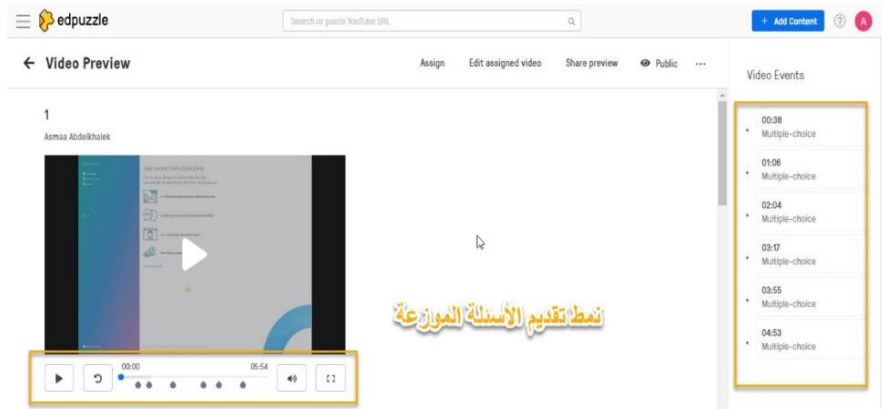 edpuzzle
Search or paste YouTube URL
+ Add Content
?
A
← Video Preview
Assign
Edit assigned video
Share preview
Public
...
Video Events
1
Asmaa Abdelkhalek
00:38
Multiple-choice
01:06
Multiple-choice
02:04
Multiple-choice
03:17
Multiple-choice
03:55
Multiple-choice
04:53
Multiple-choice
نمط تقديم الأسئلة الموزعة
00:00
05:54